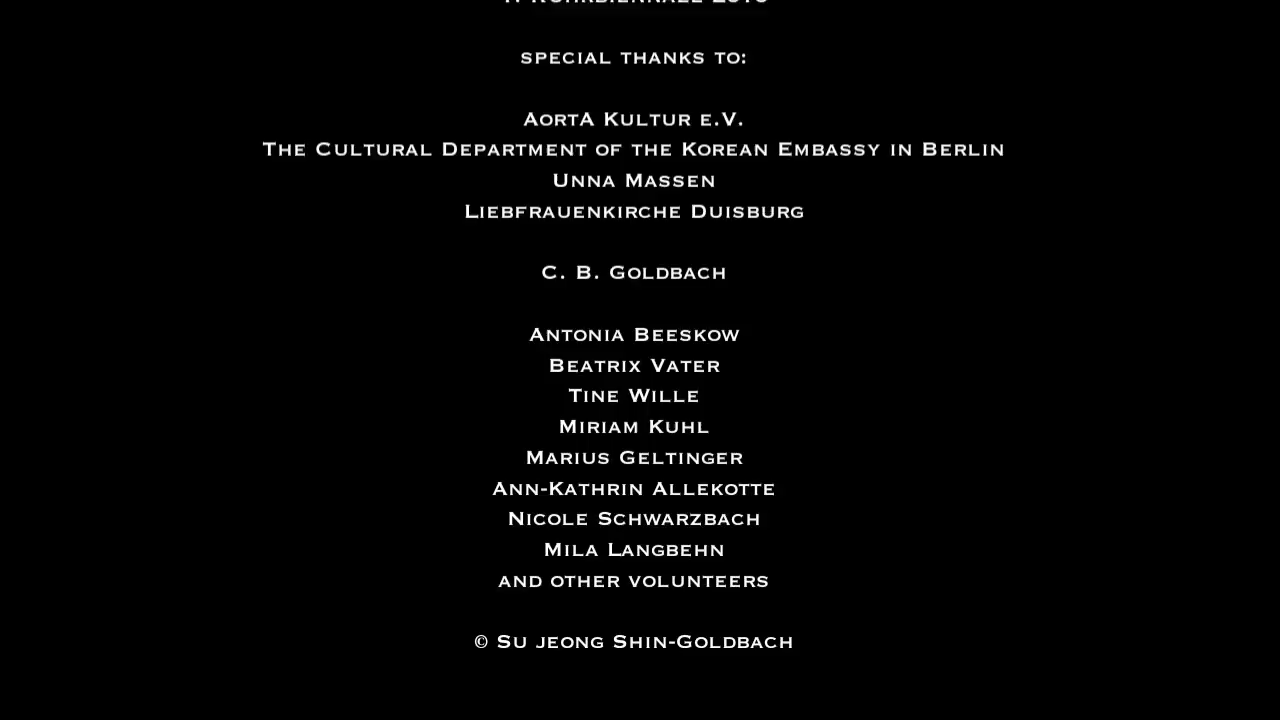 SPECIAL THANKS TO:
AORTA KULTUR E.V.
THE CULTURAL DEPARTMENT OF THE KOREAN EMBASSY IN BERLIN
UNNA MASSEN
LIEBFRAUENKIRCHE DUISBURG
C. B. GOLDBACH
ANTONIA BEESKOW
BEATRIX VATER
TINE WILLE
MIRIAM KUHL
MARIUS GELTINGER
ANN-KATHRIN ALLEKOTTE
NICOLE SCHWARZBACH
MILA LANGBEHN
AND OTHER VOLUNTEERS
© SU JEONG SHIN-GOLDBACH